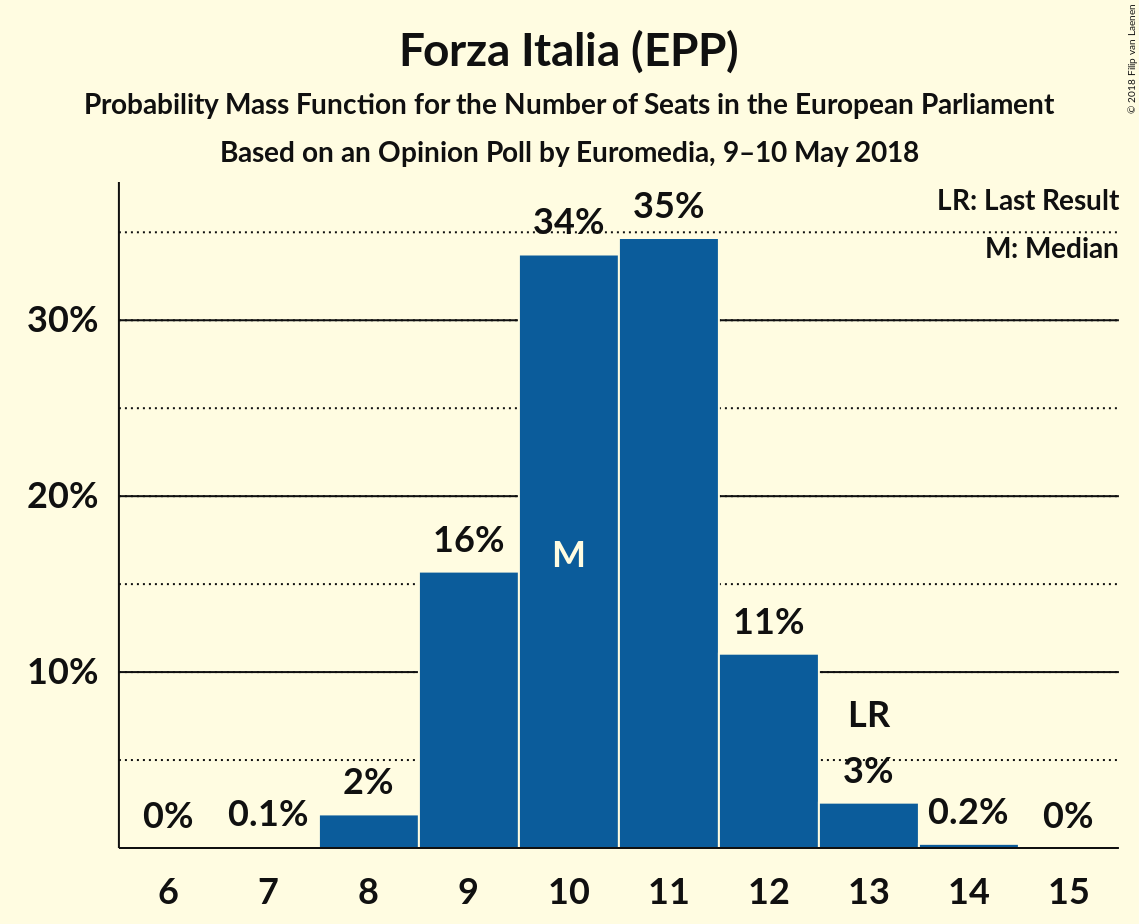 Forza Italia (EPP)
Probability Mass Function for the Number of Seats in the European Parliament
Based on an Opinion Poll by Euromedia, 9–10 May 2018
© 2018 Filip van Laenen
LR: Last Result
M: Median
30%
20%
10%
0%
0.1%
2%
16%
34%
M
35%
11%
LR
3%
0.2%
0%
6
7
8
9
10
11
12
13
14
15